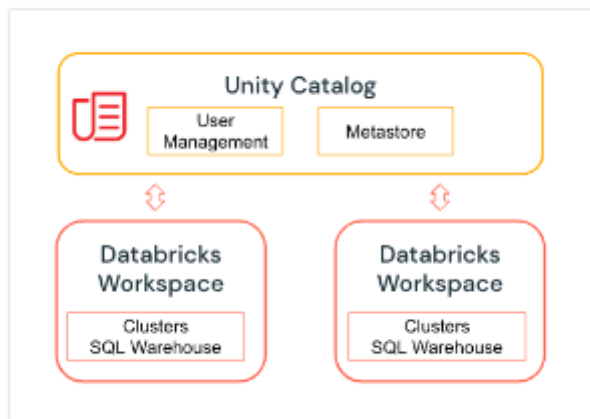 Unity Catalog
User
Management
Metastore
Databricks
Workspace
Clusters
SQL Warehouse
Databricks
Workspace
Clusters
SQL Warehouse